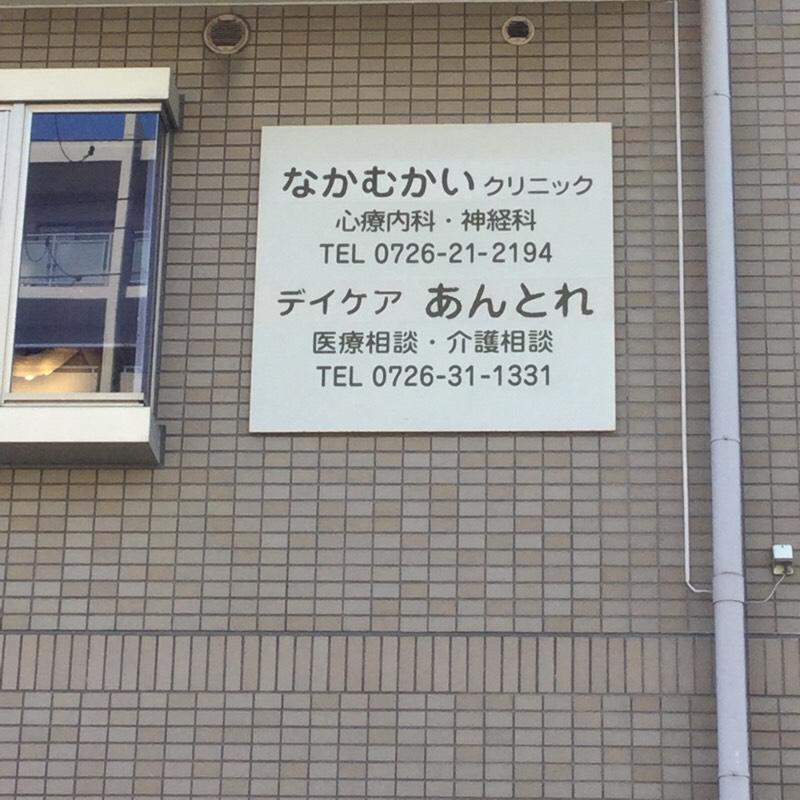 なかむかい クリニック
心療内科・神経科
TEL 0726-21-2194
デイケア あんとれ
医療相談・介護相談
TEL 0726-31-1331